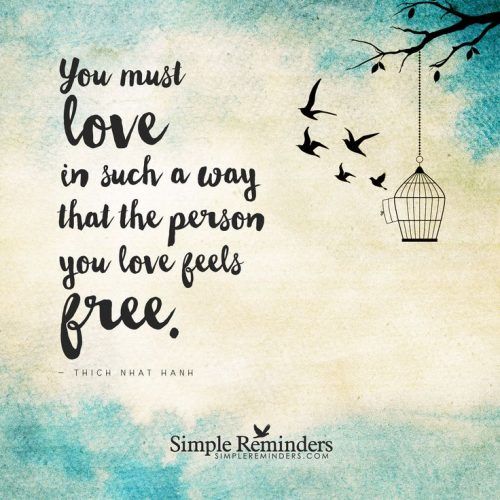 You must
love
in such a way
that the person
you love feels
free.
– THICH NHAT HANH
Simple Reminders
SIMPLEREMINDERS.COM